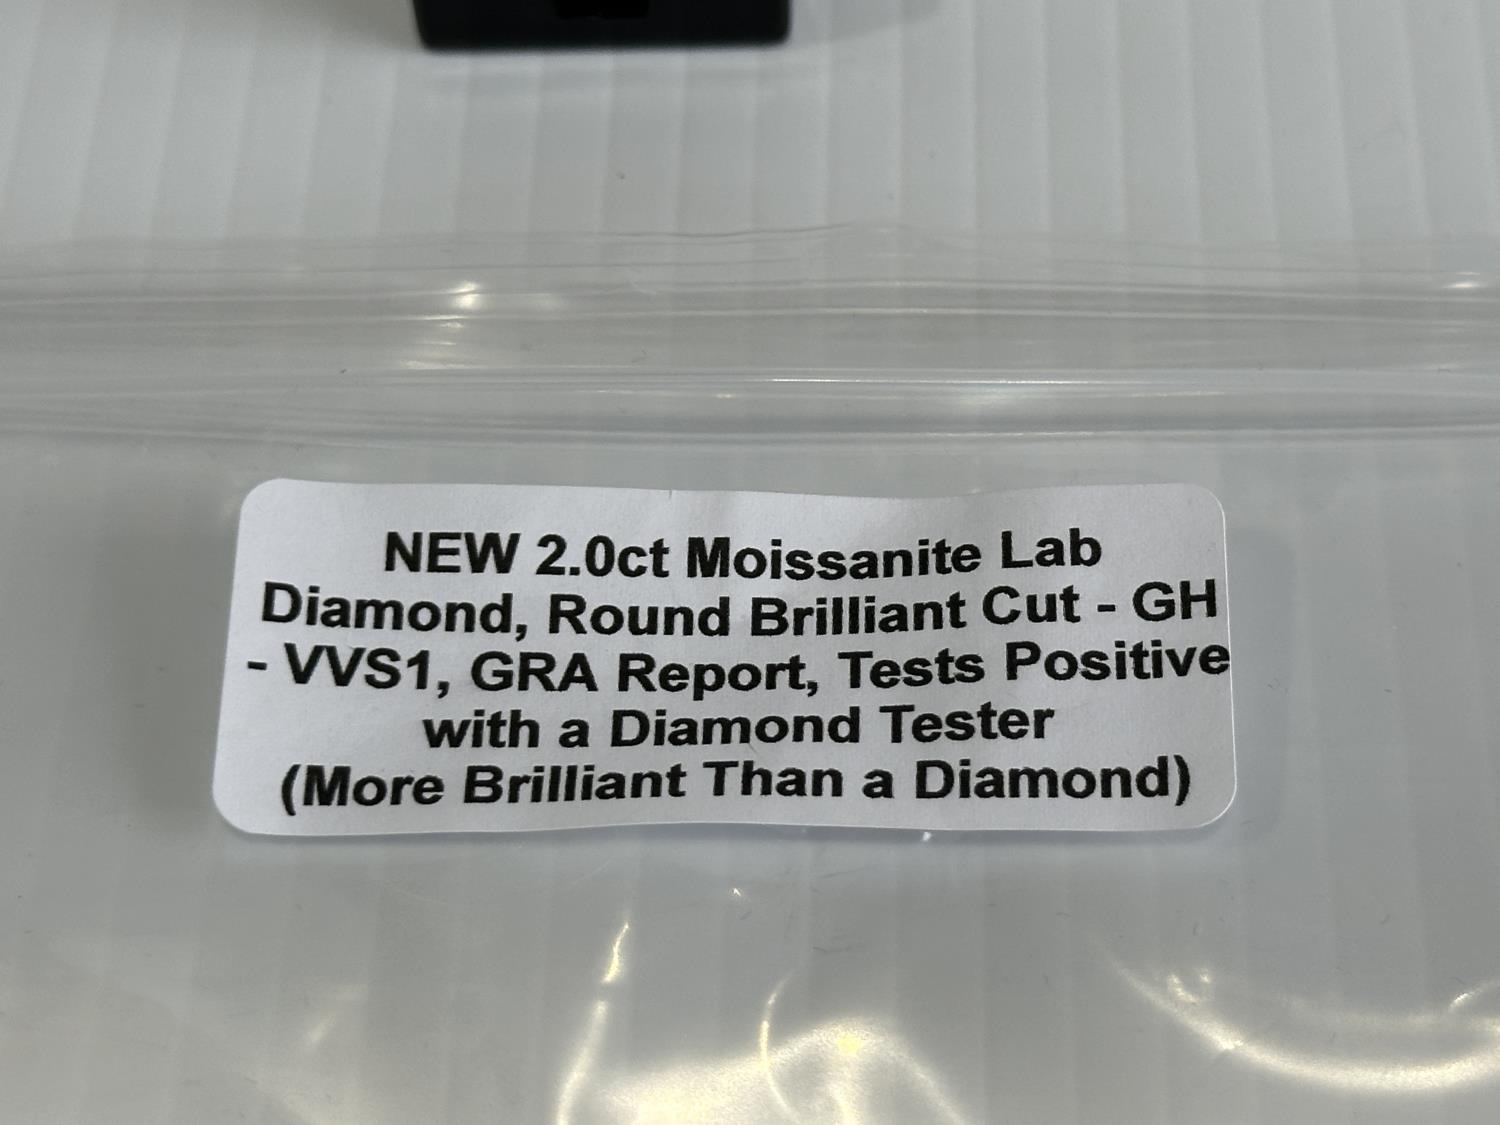 NEW 2.0ct Moissanite Lab
Diamond, Round Brilliant Cut - GH
- VVS1, GRA Report, Tests Positive
with a Diamond Tester
(More Brilliant Than a Diamond)